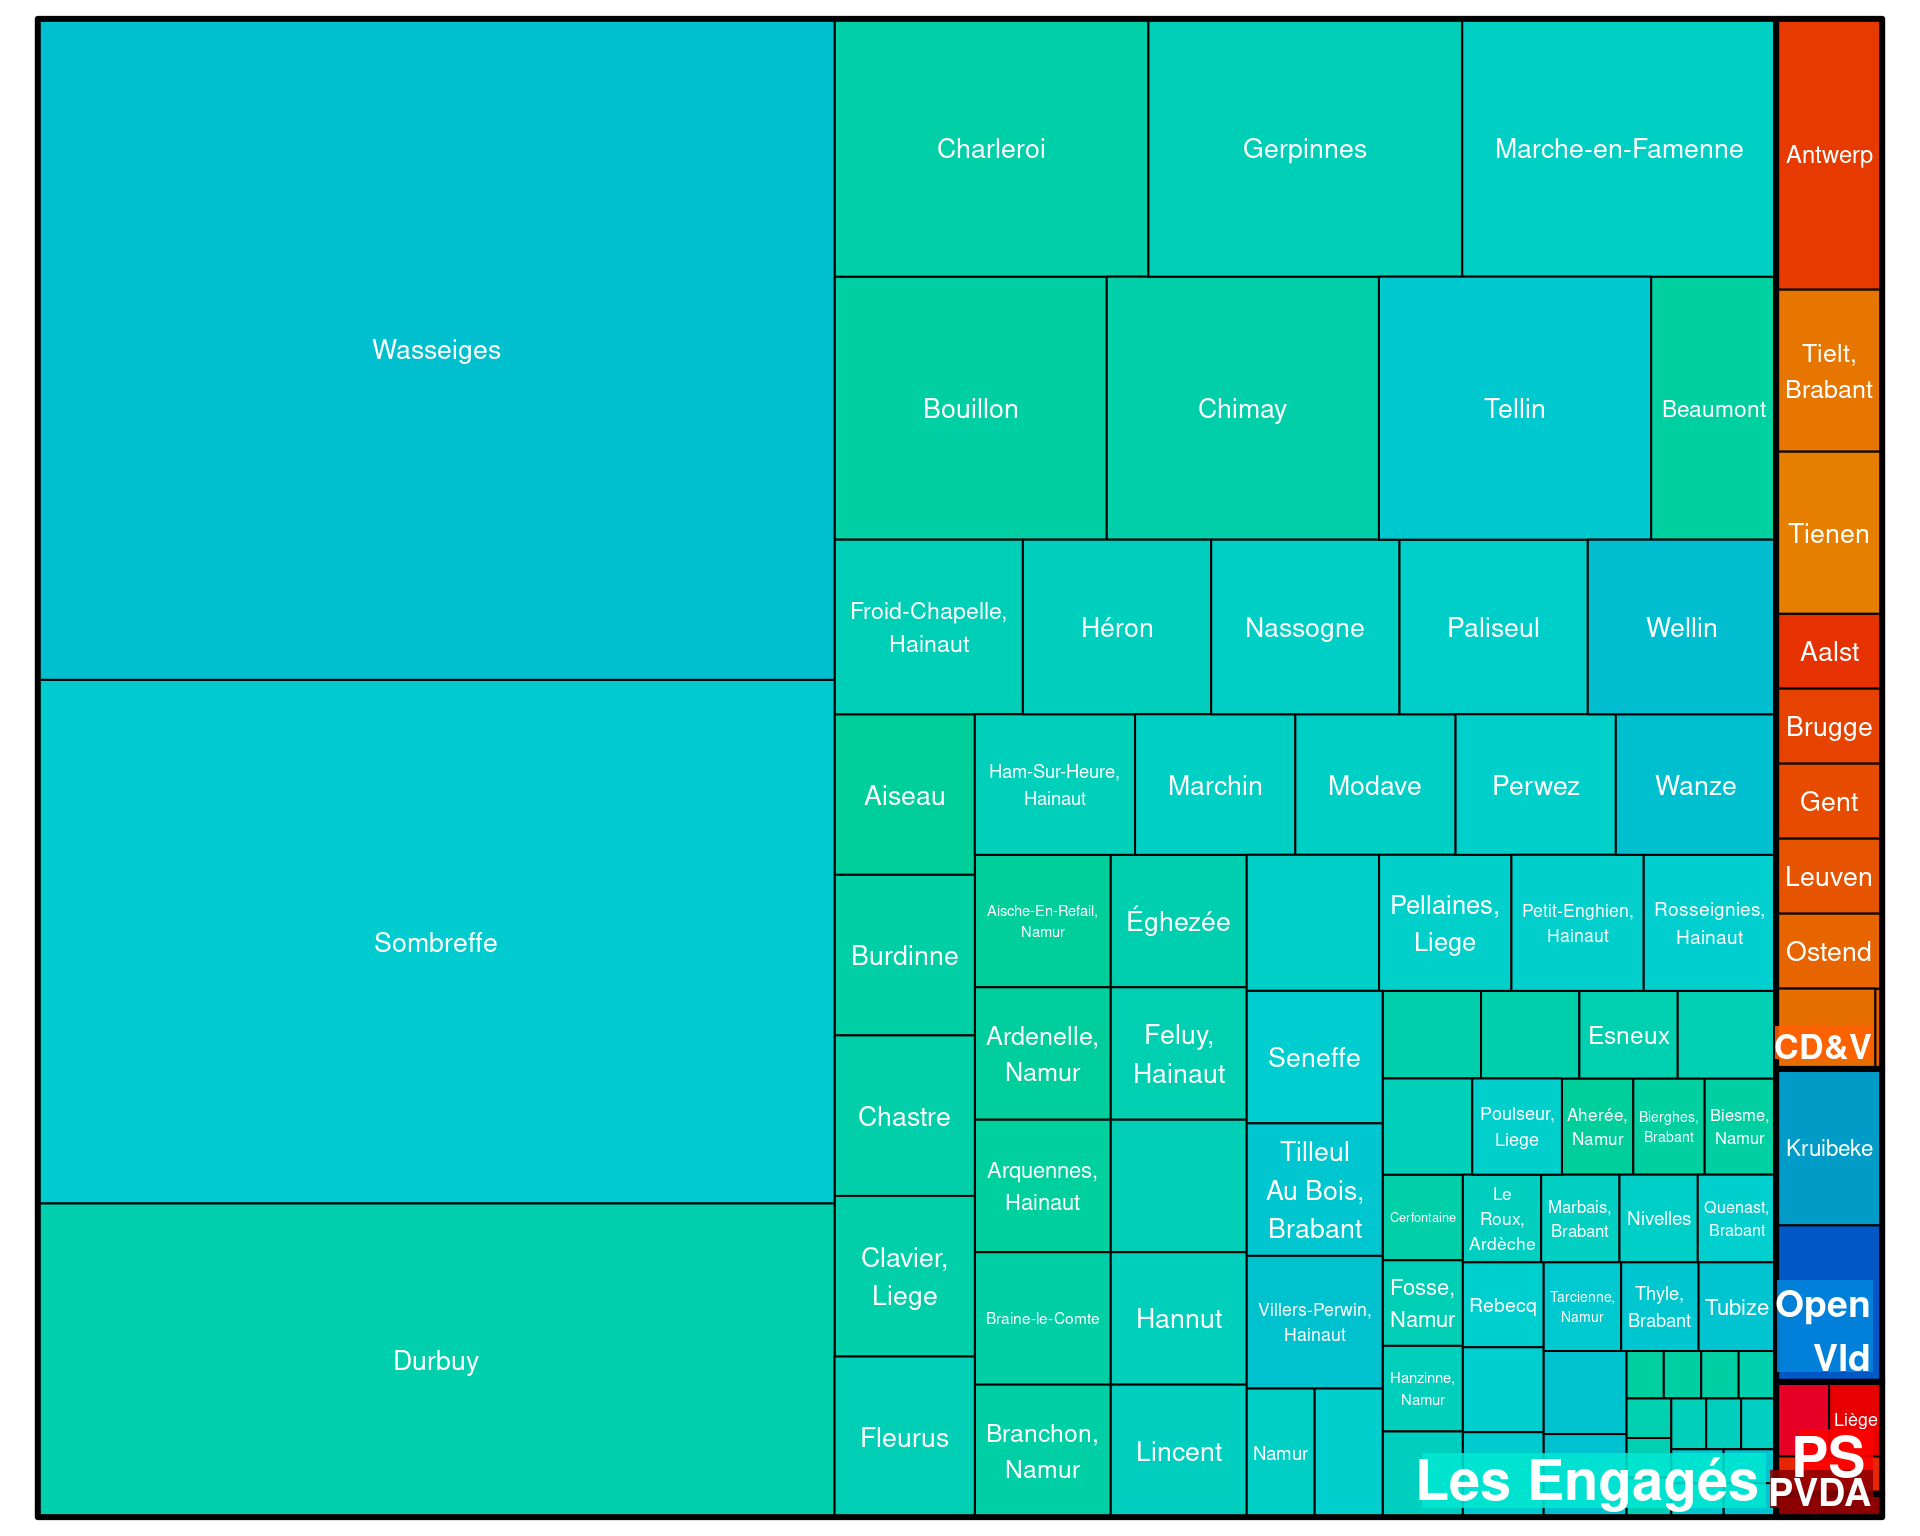 Wasseiges
Sombreffe
Durbuy
Charleroi
Gerpinnes
Marche-en-Famenne
Bouillon
Chimay
Tellin
Beaumont
Froid-Chapelle,
Hainaut
Héron
Nassogne
Paliseul
Wellin
Aiseau
Burdinne
Chastre
Clavier,
Liege
Fleurus
Ham-Sur-Heure,
Hainaut
Marchin
Modave
Perwez
Wanze
Aische-En-Refail,
Namur
Ardenelle,
Namur
Arquennes,
Hainaut
Braine-le-Comte
Branchon,
Namur
Éghezée
Feluy,
Hainaut
Hannut
Lincent
Pellaines,
Liege
Petit-Enghien,
Hainaut
Rosseignies,
Hainaut
Seneffe
Tilleul
Au Bois,
Brabant
Villers-Perwin,
Hainaut
Namur
Esneux
Poulseur,
Liege
Aherée,
Namur
Bierghes,
Brabant
Biesme,
Namur
Cerfontaine
Fosse,
Namur
Hanzinne,
Namur
Le
Roux,
Ardèche
Marbais,
Brabant
Nivelles
Quenast,
Brabant
Rebecq
Tarcienne,
Namur
Thyle,
Brabant
Tubize
Les Engagés
Antwerp
Tielt,
Brabant
Tienen
Aalst
Brugge
Gent
Leuven
Ostend
CD&V
Kruibeke
Open
Vld
Liège
PS
PVDA